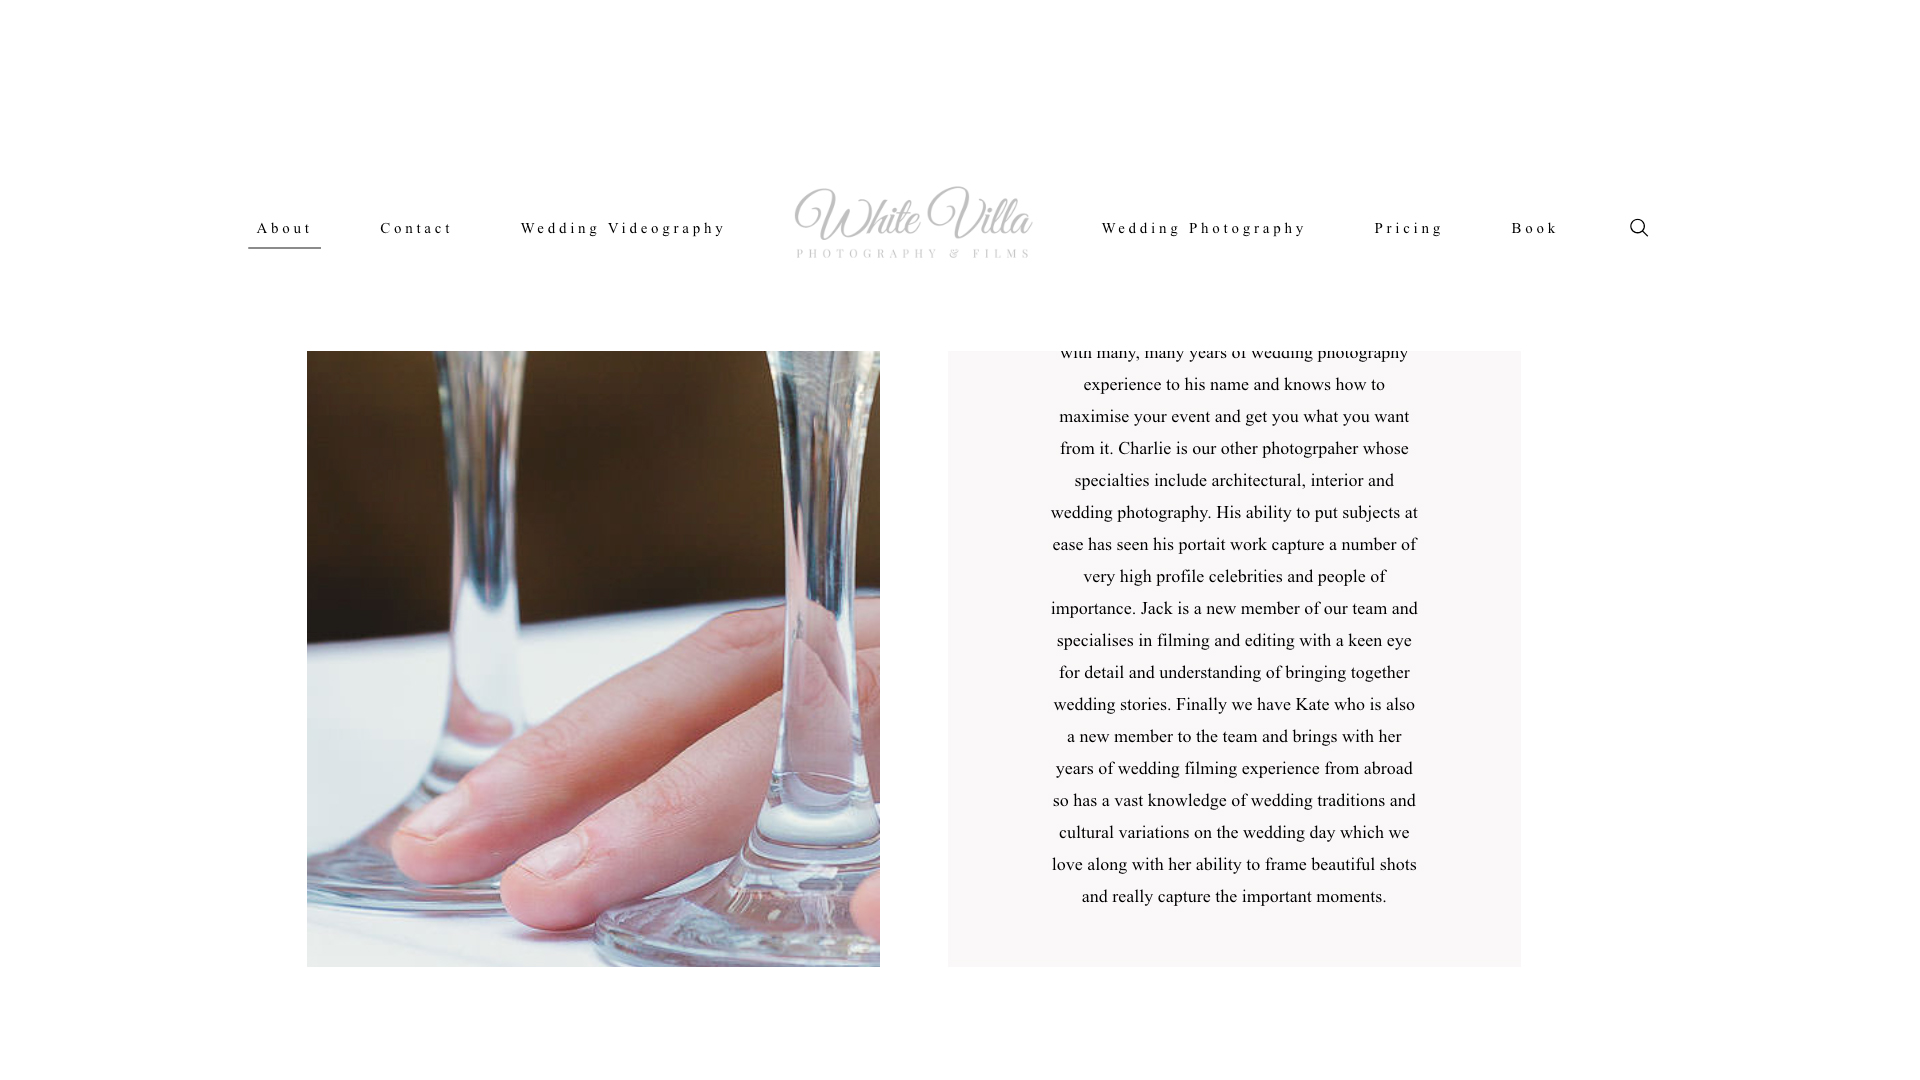 About
Contact
Wedding Videography
White Villa
PHOTOGRAPHY & FILMS
Wedding Photography
Pricing
Book
with many, many years of wedding photography
experience to his name and knows how to
maximise your event and get you what you want
from it. Charlie is our other photogrpaher whose
specialties include architectural, interior and
wedding photography. His ability to put subjects at
ease has seen his portait work capture a number of
very high profile celebrities and people of
importance. Jack is a new member of our team and
specialises in filming and editing with a keen eye
for detail and understanding of bringing together
wedding stories. Finally we have Kate who is also
a new member to the team and brings with her
years of wedding filming experience from abroad
so has a vast knowledge of wedding traditions and
cultural variations on the wedding day which we
love along with her ability to frame beautiful shots
and really capture the important moments.